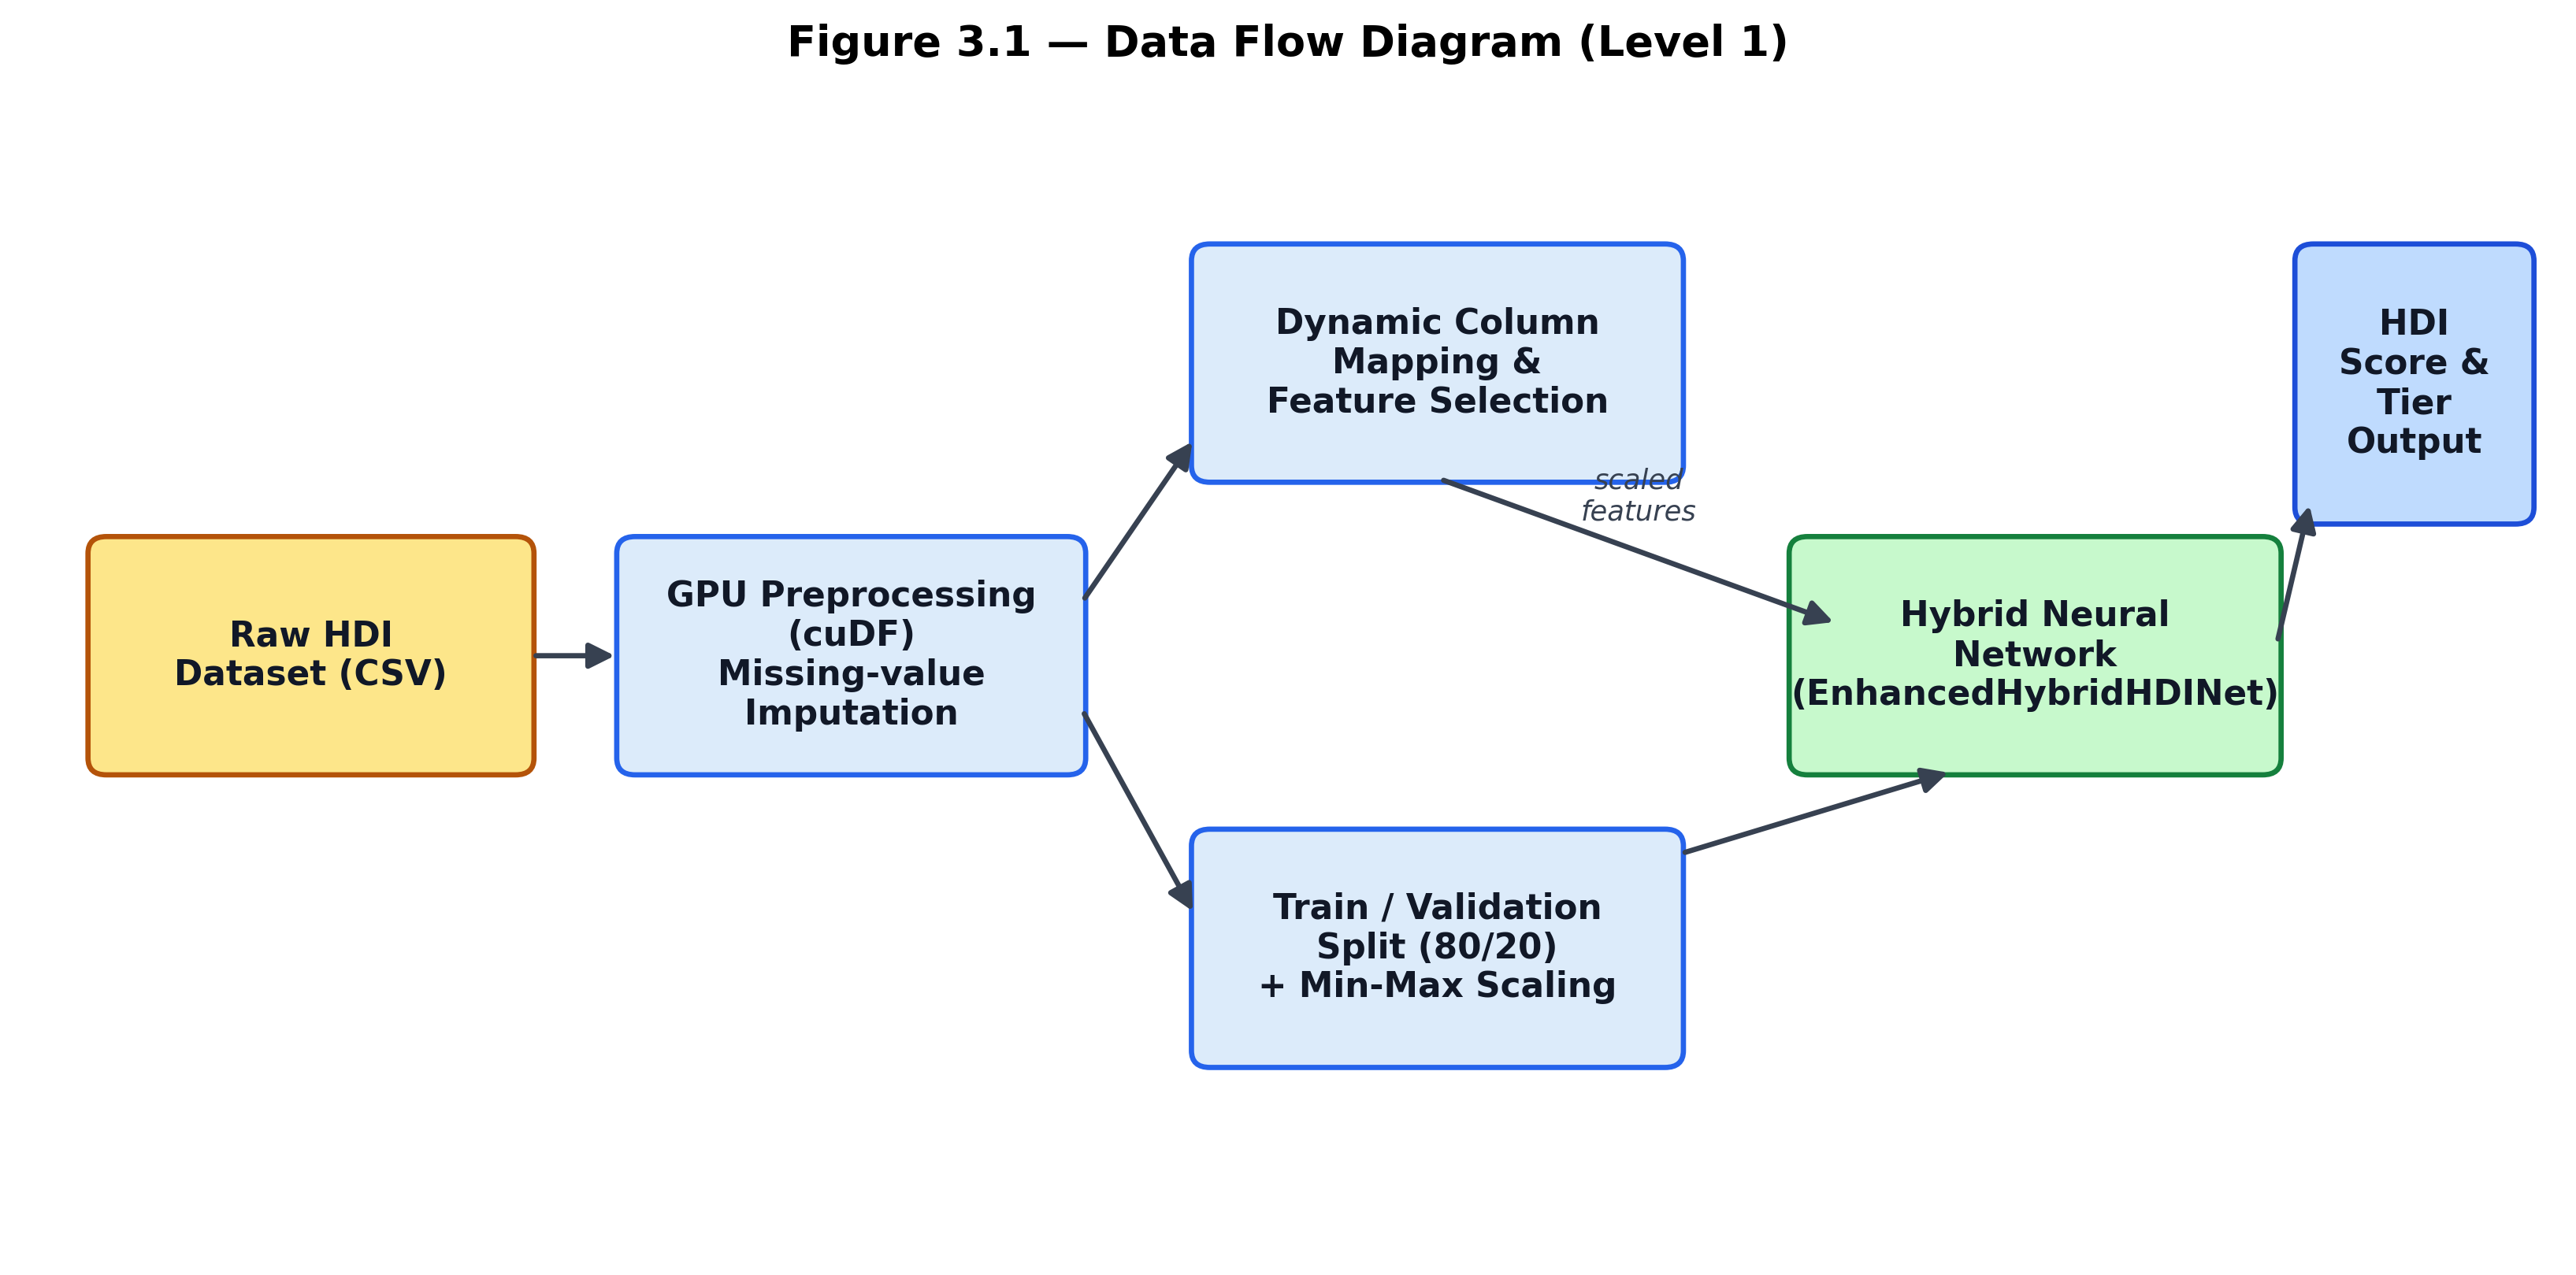 Figure 3.1 — Data Flow Diagram (Level 1)
Raw HDI
Dataset (CSV)
GPU Preprocessing
(cuDF)
Missing-value
Imputation
Dynamic Column
Mapping &
Feature Selection
scaled
features
Train / Validation
Split (80/20)
+ Min-Max Scaling
Hybrid Neural
Network
(EnhancedHybridHDINet)
HDI
Score &
Tier
Output